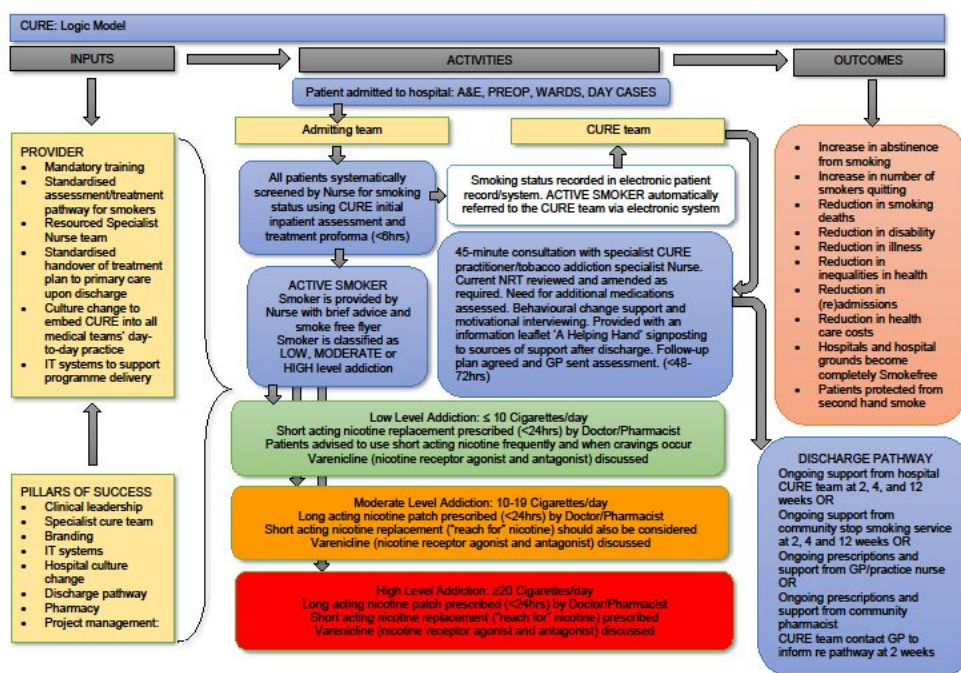 CURE: Logic Model
INPUTS
ACTIVITIES
OUTCOMES
Patient admitted to hospital: A&E, PREOP, WARDS, DAY CASES
Admitting team
CURE team
PROVIDER
• Mandatory training
• Standardised
assessment/treatment
pathway for smokers
• Resourced Specialist
Nurse team
• Standardised
handover of treatment
plan to primary care
upon discharge
• Culture change to
embed CURE into all
medical teams' day-
to-day practice
• IT systems to support
programme delivery
PILLARS OF SUCCESS
• Clinical leadership
• Specialist cure team
• Branding
• IT systems
• Hospital culture
change
• Discharge pathway
• Pharmacy
• Project management:
All patients systematically
screened by Nurse for smoking
status using CURE initial
inpatient assessment and
treatment proforma (<6hrs)
Smoking status recorded in electronic patient
record/system. ACTIVE SMOKER automatically
referred to the CURE team via electronic system
ACTIVE SMOKER
Smoker is provided by
Nurse with brief advice and
smoke free flyer
Smoker is classified as
LOW, MODERATE or
HIGH level addiction
45-minute consultation with specialist CURE
practitioner/tobacco addiction specialist Nurse.
Current NRT reviewed and amended as
required. Need for additional medications
assessed. Behavioural change support and
motivational interviewing. Provided with an
information leaflet 'A Helping Hand' signposting
to sources of support after discharge. Follow-up
plan agreed and GP sent assessment. (<48-
72hrs)
Low Level Addiction: ≤ 10 Cigarettes/day
Short acting nicotine replacement prescribed (<24hrs) by Doctor/Pharmacist
Patients advised to use short acting nicotine frequently and when cravings occur
Varenicline (nicotine receptor agonist and antagonist) discussed
Moderate Level Addiction: 10-19 Cigarettes/day
Long acting nicotine patch prescribed (<24hrs) by Doctor/Pharmacist
Short acting nicotine replacement ("reach for" nicotine) should also be considered
Varenicline (nicotine receptor agonist and antagonist) discussed
High Level Addiction: ≥20 Cigarettes/day
Long acting nicotine patch prescribed (<24hrs) by Doctor/Pharmacist
Short acting nicotine replacement ("reach for" nicotine) prescribed
Varenicline (nicotine receptor agonist and antagonist) discussed
• Increase in abstinence
from smoking
• Increase in number of
smokers quitting
• Reduction in smoking
deaths
• Reduction in disability
• Reduction in illness
• Reduction in
inequalities in health
• Reduction in
(re)admissions
• Reduction in health
care costs
• Hospitals and hospital
grounds become
completely Smokefree
• Patients protected from
second hand smoke
DISCHARGE PATHWAY
Ongoing support from hospital
CURE team at 2, 4, and 12
weeks OR
Ongoing support from
community stop smoking service
at 2, 4 and 12 weeks OR
Ongoing prescriptions and
support from GP/practice nurse
OR
Ongoing prescriptions and
support from community
pharmacist
CURE team contact GP to
inform re pathway at 2 weeks